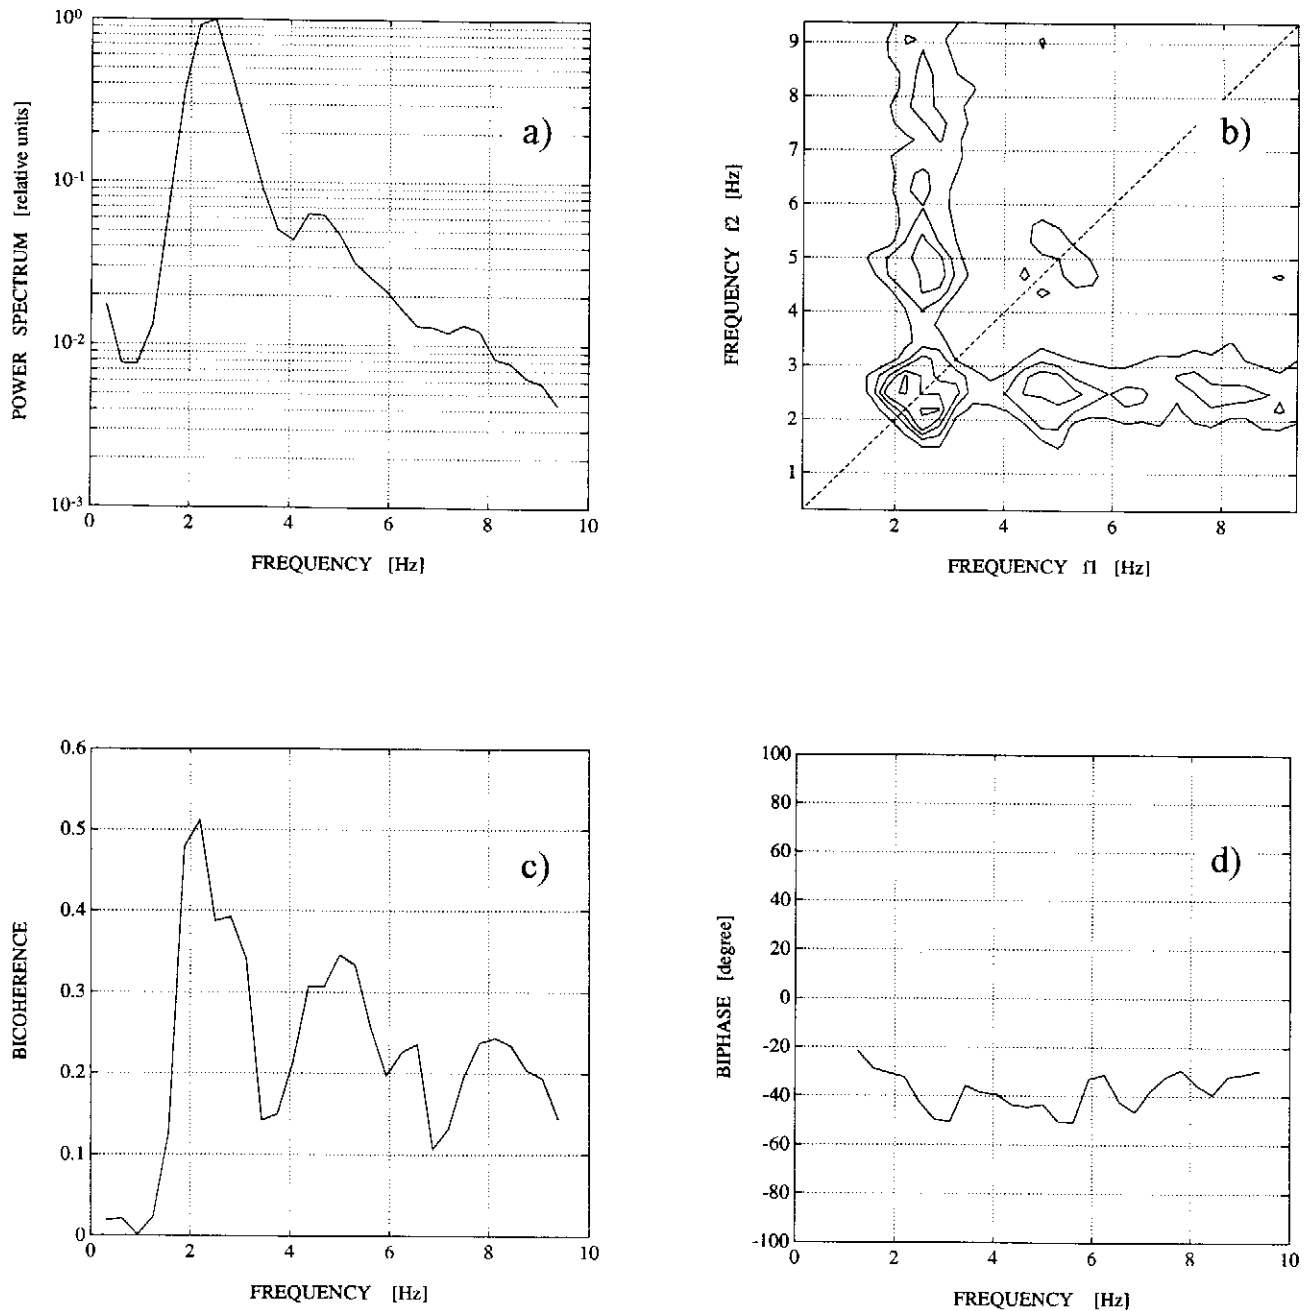 a)
POWER SPECTRUM [relative units]
10⁰
10⁻¹
10⁻²
10⁻³
0 2 4 6 8 10
FREQUENCY [Hz]
b)
FREQUENCY f2 [Hz]
9
8
7
6
5
4
3
2
1
2 4 6 8
FREQUENCY f1 [Hz]
c)
BICOHERENCE
0.6
0.5
0.4
0.3
0.2
0.1
0
0 2 4 6 8 10
FREQUENCY [Hz]
d)
BIPHASE [degree]
100
80
60
40
20
0
-20
-40
-60
-80
-100
0 2 4 6 8 10
FREQUENCY [Hz]